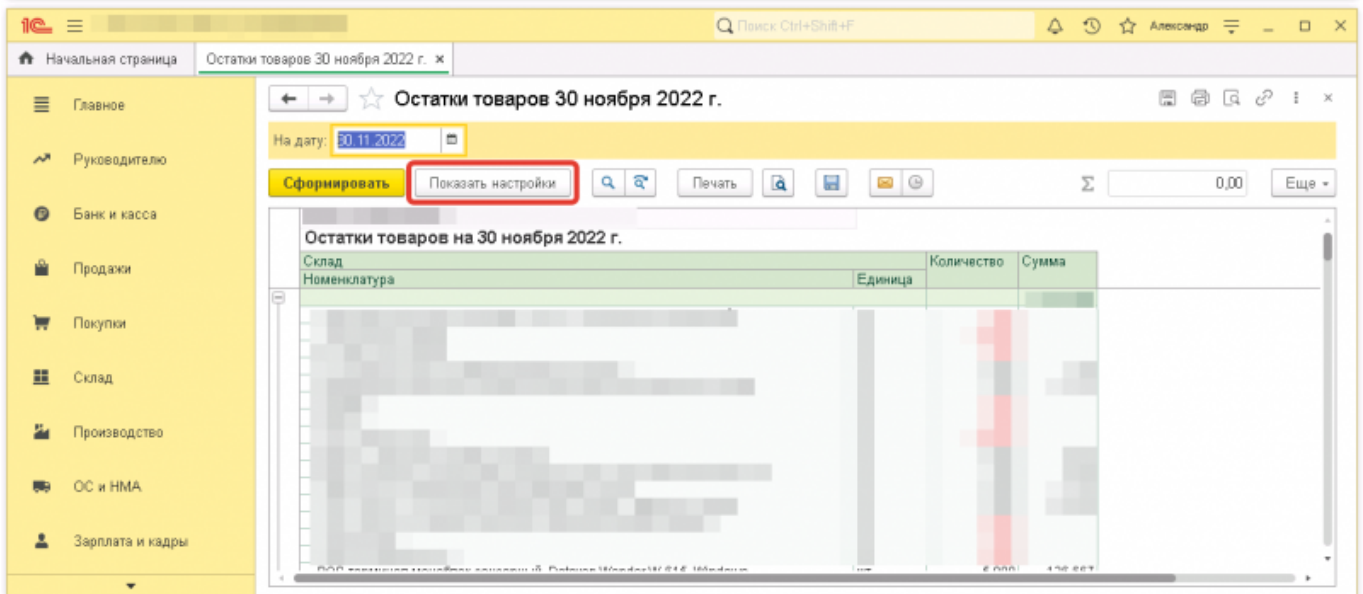 1С Поиск Ctrl+Shift+F Александр
Начальная страница Остатки товаров 30 ноября 2022 г.
Главное
Руководителю
Банк и касса
Продажи
Покупки
Склад
Производство
ОС и НМА
Зарплата и кадры
Остатки товаров 30 ноября 2022 г.
На дату: 30.11.2022
Сформировать Показать настройки Печать Σ 0,00 Еще
Остатки товаров на 30 ноября 2022 г.
Склад Количество Сумма
Номенклатура Единица